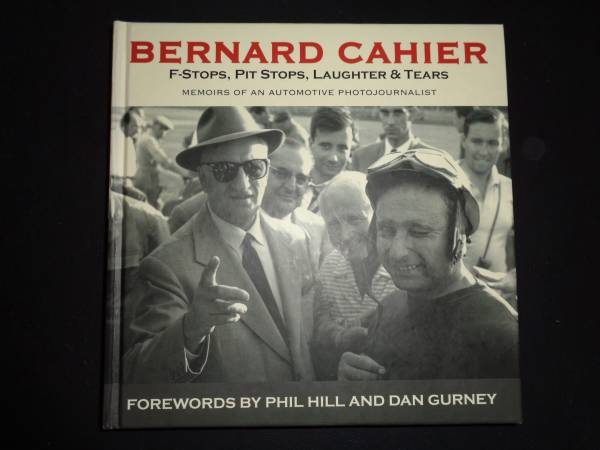 BERNARD CAHIER
F-STOPS, PIT STOPS, LAUGHTER & TEARS
MEMOIRS OF AN AUTOMOTIVE PHOTOJOURNALIST
FOREWORDS BY PHIL HILL AND DAN GURNEY